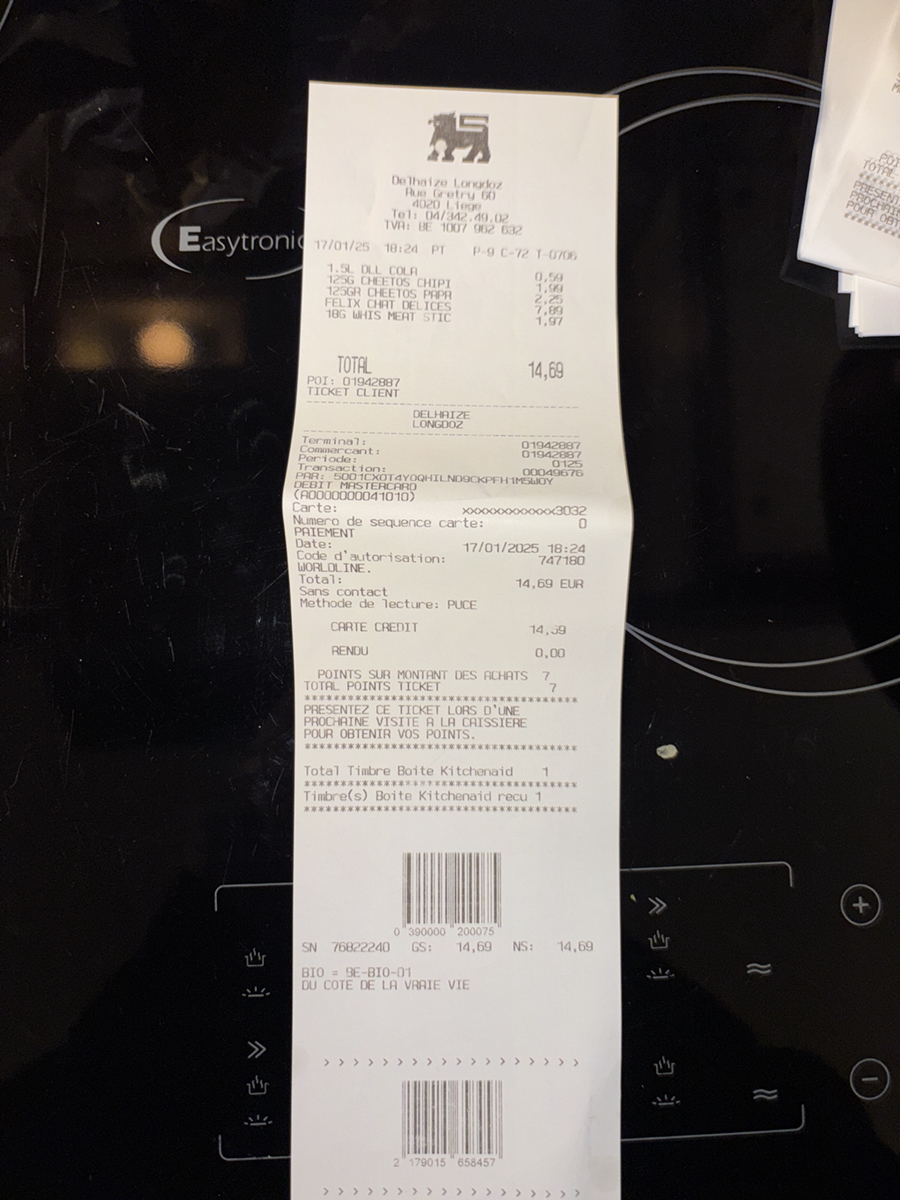 Easytronic
Delhaize Longdoz
Rue Gretry 60
4020 Liege
Tel: 04/342.49.02
TVA: BE 1007 962 632
17/01/25 18:24 PT P-9 C-72 T-0706
1.5L DLL COLA 0,59
125G CHEETOS CHIPI 1,99
125GR CHEETOS PAPA 2,25
FELIX CHAT DELICES 7,89
18G WHIS MEAT STIC 1,97
TOTAL 14,69
POI: 01942887
TICKET CLIENT
DELHAIZE
LONGDOZ
Terminal: 01942887
Commercant: 01942887
Periode: 0125
Transaction: 00049676
PAR: 5001CXOT4YOQHILND9CKPFH1M5WOY
DEBIT MASTERCARD
(A0000000041010)
Carte: xxxxxxxxxxxxx3032
Numero de sequence carte: 0
PAIEMENT
Date: 17/01/2025 18:24
Code d'autorisation: 747180
WORLDLINE.
Total: 14,69 EUR
Sans contact
Methode de lecture: PUCE
CARTE CREDIT 14,69
RENDU 0,00
POINTS SUR MONTANT DES ACHATS 7
TOTAL POINTS TICKET 7
****************************************
PRESENTEZ CE TICKET LORS D'UNE
PROCHAINE VISITE A LA CAISSIERE
POUR OBTENIR VOS POINTS.
****************************************
Total Timbre Boite Kitchenaid 1
****************************************
Timbre(s) Boite Kitchenaid recu 1
****************************************
0 390000 200075
SN 76822240 GS: 14,69 NS: 14,69
BIO = BE-BIO-01
DU COTE DE LA VRAIE VIE
> > > > > > > > > > > > > > > > > >
2 179015 658457
> > > > > > > > > > > > > > > > > >
TOTAL
PRESENT
POUR OBT